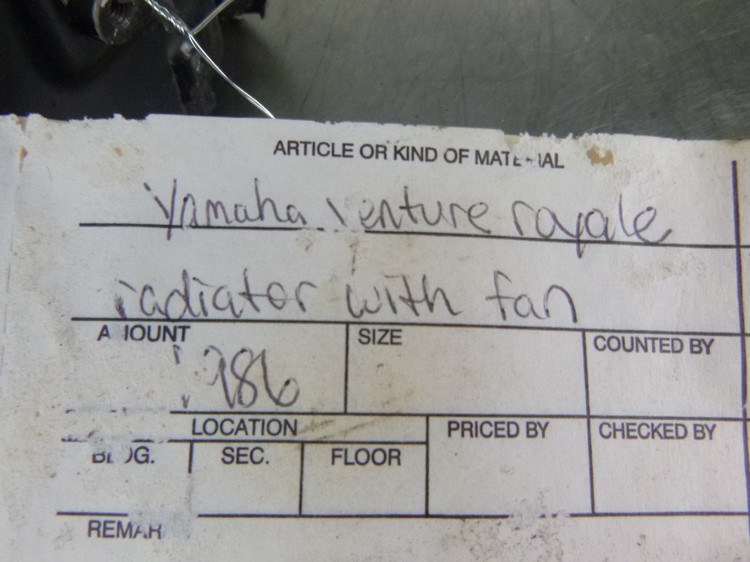 ARTICLE OR KIND OF MATERIAL
Yamaha Venture royale
radiator with fan
AMOUNT SIZE COUNTED BY
1986
LOCATION PRICED BY CHECKED BY
BLDG. SEC. FLOOR
REMAR